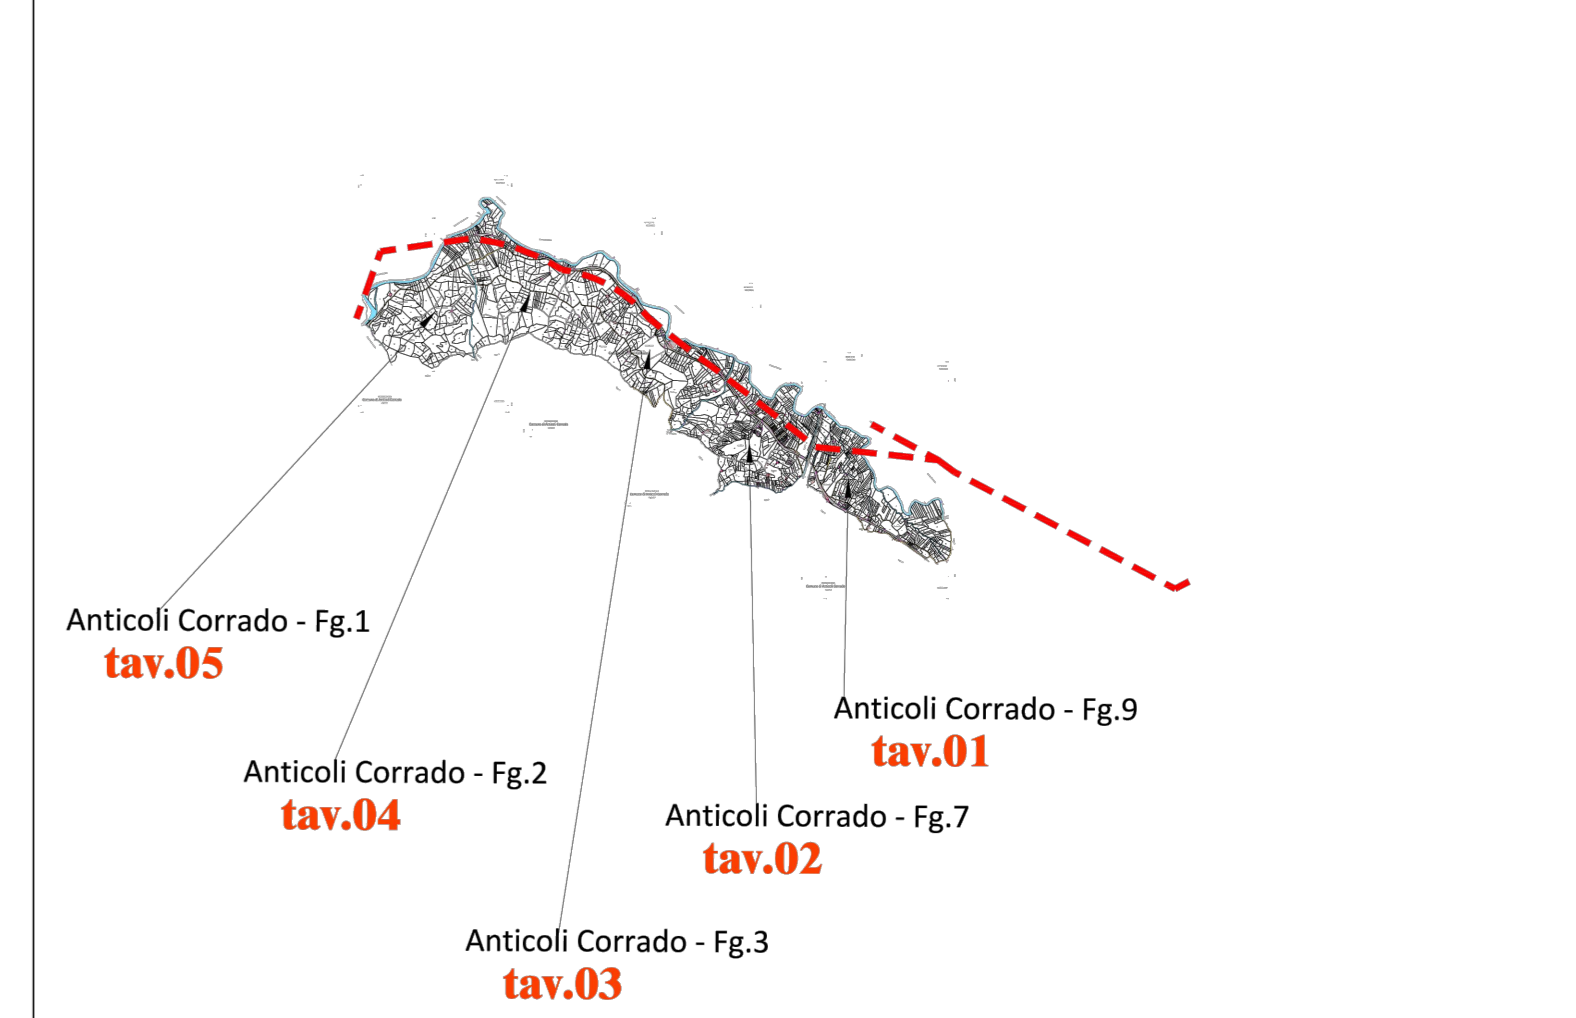 Anticoli Corrado - Fg.1
tav.05
Anticoli Corrado - Fg.9
tav.01
Anticoli Corrado - Fg.2
tav.04
Anticoli Corrado - Fg.7
tav.02
Anticoli Corrado - Fg.3
tav.03